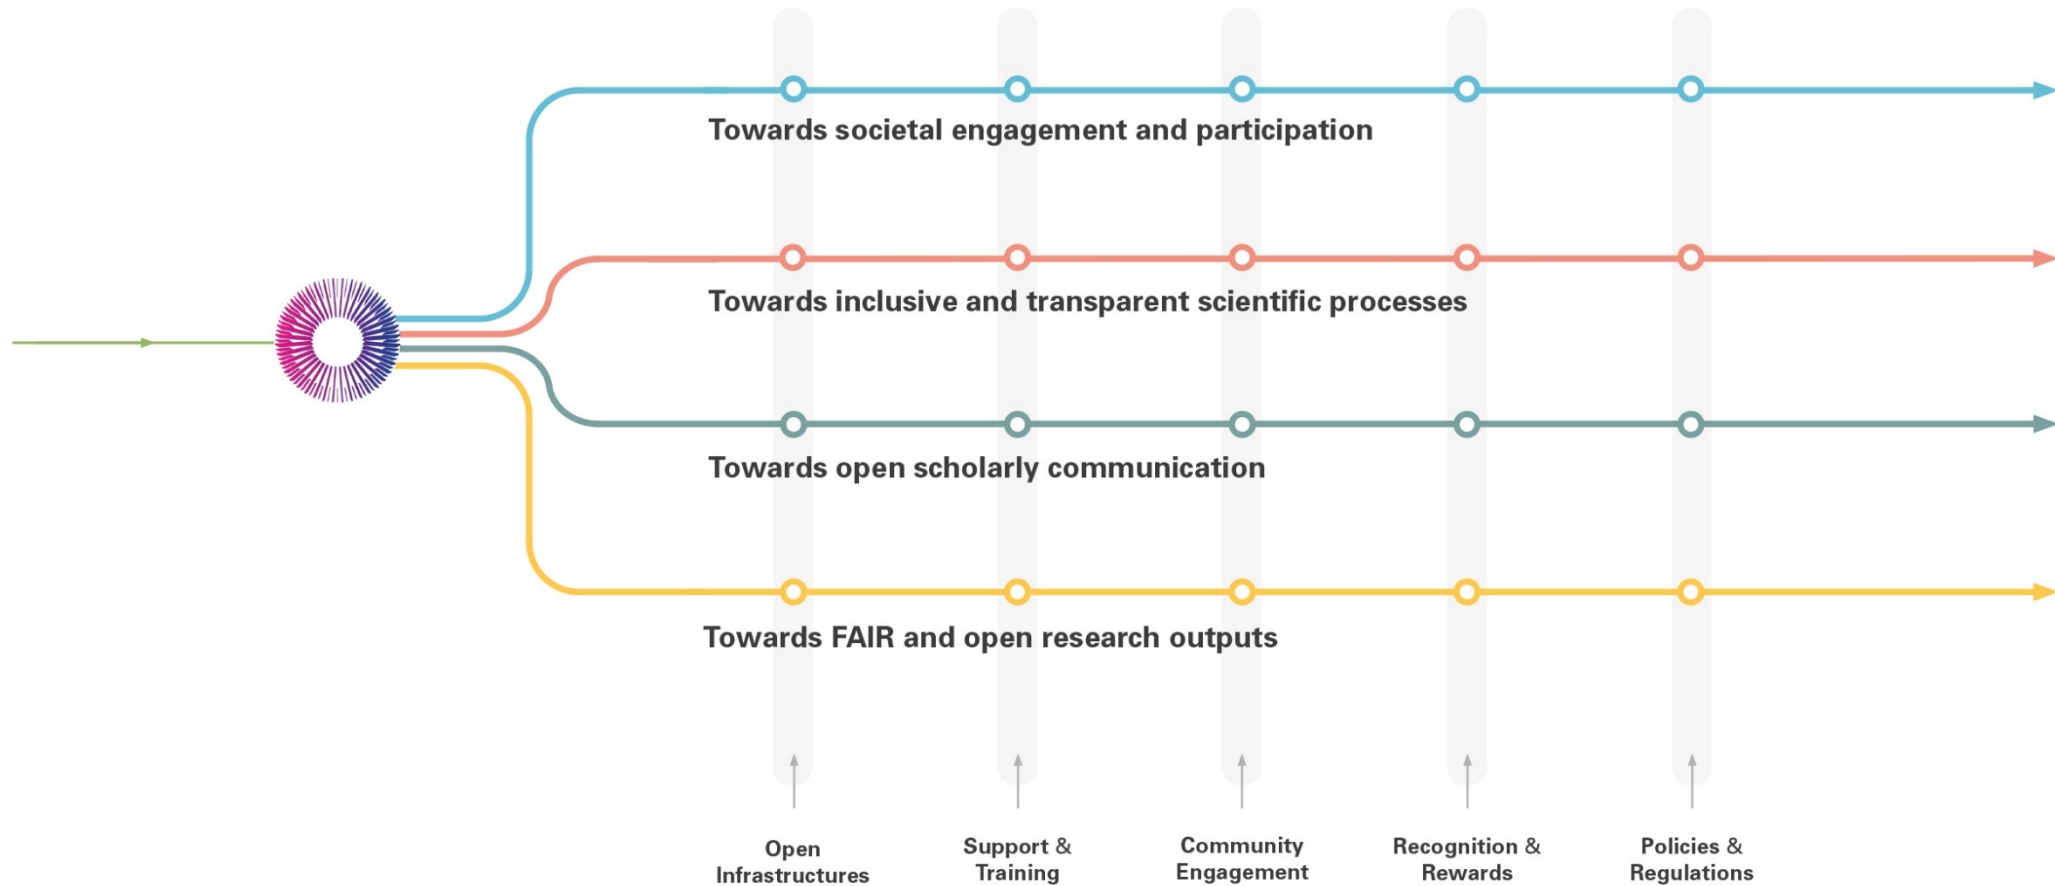 Towards societal engagement and participation
Towards inclusive and transparent scientific processes
Towards open scholarly communication
Towards FAIR and open research outputs
Open
Infrastructures
Support &
Training
Community
Engagement
Recognition &
Rewards
Policies &
Regulations